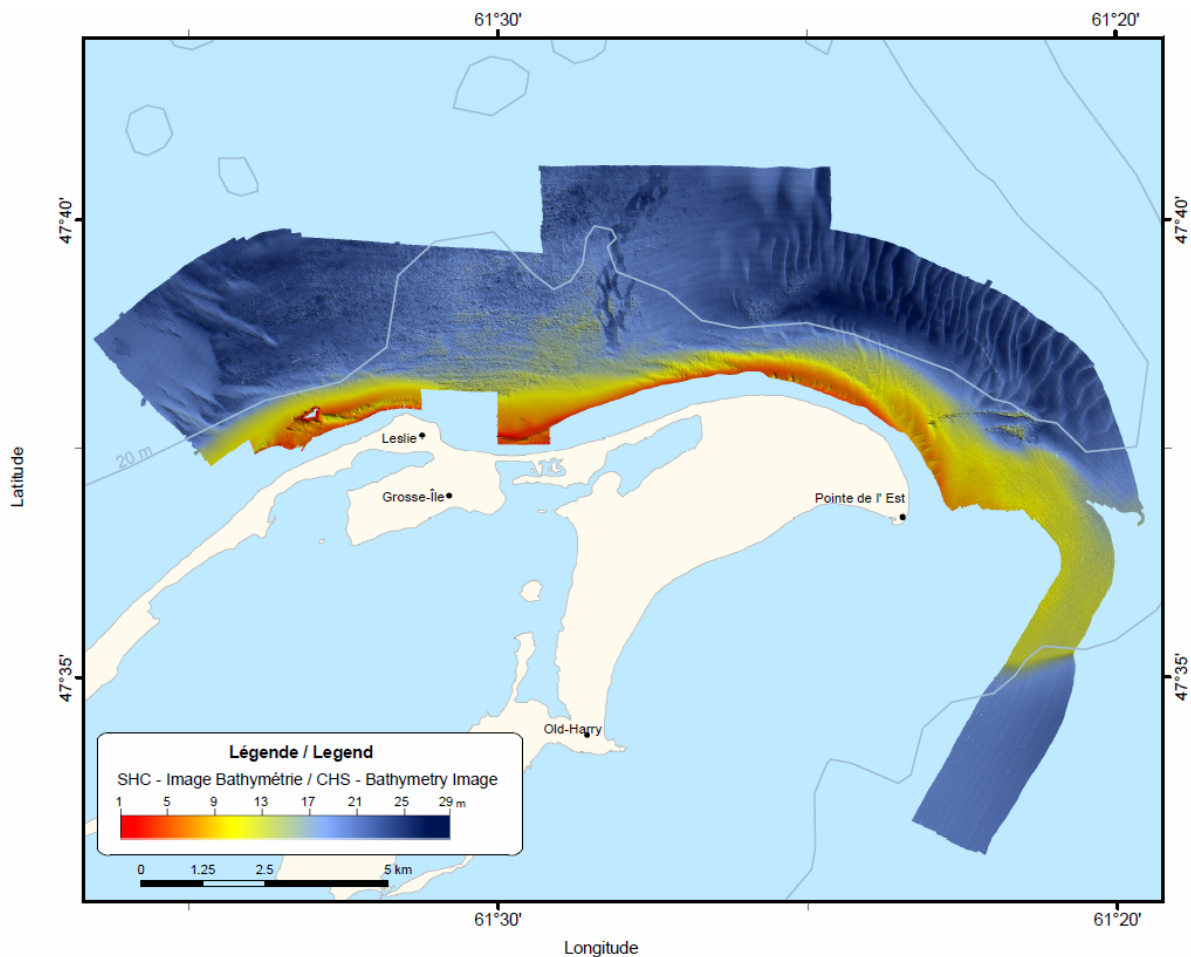 61°30'
61°20'
47°40'
47°40'
20 m
Leslie
Grosse-Île
Pointe de l' Est
Latitude
47°35'
47°35'
Old-Harry
Légende / Legend
SHC - Image Bathymétrie / CHS - Bathymetry Image
1 5 9 13 17 21 25 29 m
0 1.25 2.5 5 km
61°30'
61°20'
Longitude